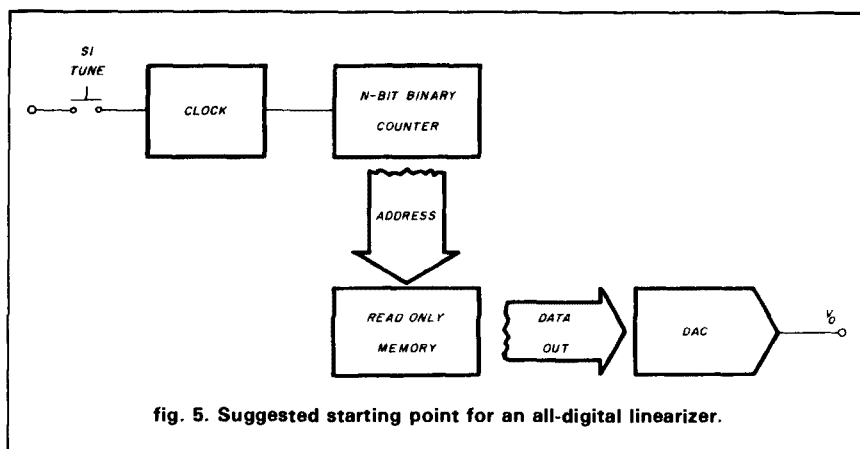 S1
TUNE
CLOCK
N-BIT BINARY
COUNTER
ADDRESS
READ ONLY
MEMORY
DATA
OUT
DAC
Vo
fig. 5. Suggested starting point for an all-digital linearizer.